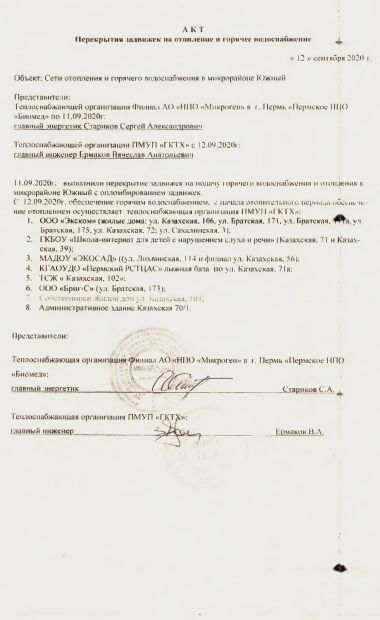 А К Т
Перекрытия задвижек на отопление и горячее водоснабжение
« 12 » сентября 2020 г.
Объект: Сети отопления и горячего водоснабжения в микрорайоне Южный
Представители:
Теплоснабжающей организации Филиал АО «НПО «Микроген» в г. Пермь «Пермское НПО
«Биомед» по 11.09.2020г:
главный энергетик Стариков Сергей Александрович
Теплоснабжающей организации ПМУП «ГКТХ» с 12.09.2020г:
главный инженер Ермаков Вячеслав Анатольевич
11.09.2020г. выполнили перекрытие задвижек на подачу горячего водоснабжения и отопления в
микрорайоне Южный с опломбированием задвижек.
С 12.09.2020г. обеспечение горячим водоснабжением, с начала отопительного периода обеспече-
ние отоплением осуществляет теплоснабжающая организация ПМУП «ГКТХ»:
1. ООО «Экском» (жилые дома: ул. Казахская, 106, ул. Братская, 171, ул. Братская, ул.
Братская, 175, ул. Казахская, 72; ул. Сахалинская, 3);
2. ГКБОУ «Школа-интернат для детей с нарушением слуха и речи» (Казахская, 71 и Казах-
ская, 39);
3. МАДОУ «ЭКОСАД» ((ул. 114 и филиал ул. Казахская, 56);
4. КГАОУДО «Пермский РСТЦАС» лыжная база по ул. Казахская, 71а;
5. ТСЖ « Казахская, 102»;
6. ООО «Бриг-С» (ул. Братская, 173);
7. Собственники Жилой дом ул. Казахская, 104;
8. Административное здание Казахская 70/1.
Представители:
Теплоснабжающая организация Филиал АО «НПО «Микроген» в г. Пермь «Пермское НПО
«Биомед»:
главный энергетик Стариков С.А.
Теплоснабжающая организация ПМУП «ГКТХ»:
главный инженер Ермаков В.А.